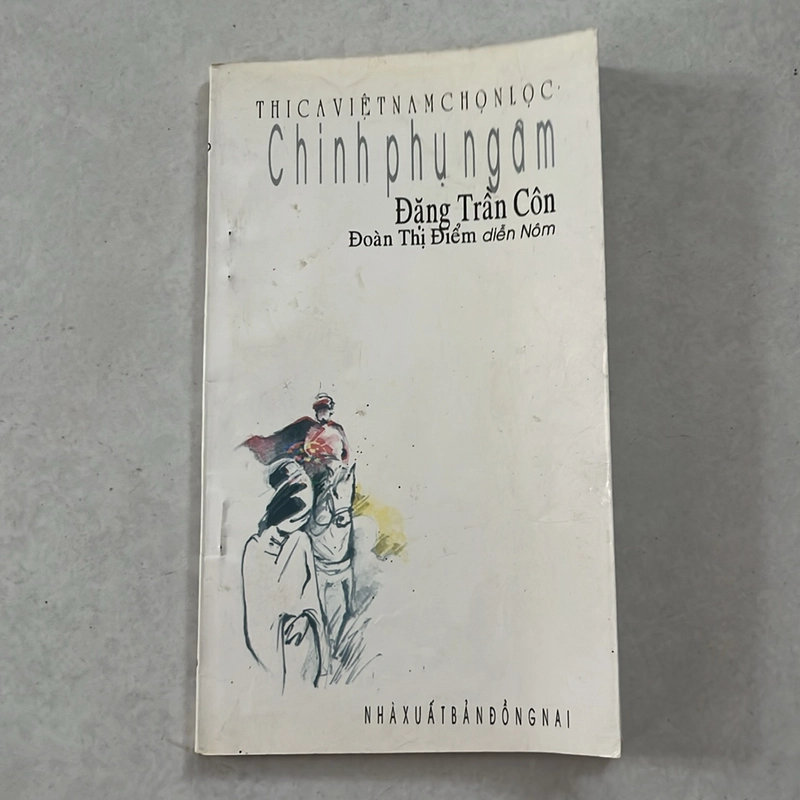 THI CA VIỆT NAM CHỌN LỌC
Chinh phụ ngâm
Đặng Trần Côn
Đoàn Thị Điểm diễn Nôm
NHÀ XUẤT BẢN ĐỒNG NAI